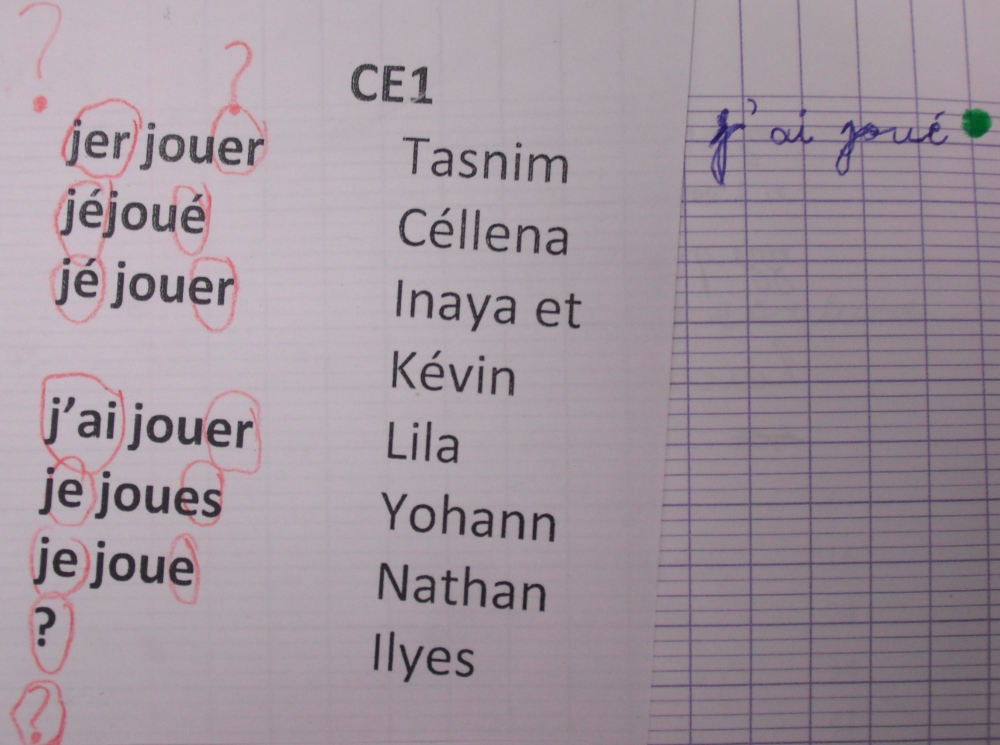 ? ?
CE1
jer jouer
jéjoué
jé jouer
j’ai jouer
je joues
je joue
?
?
Tasnim
Céllena
Inaya et
Kévin
Lila
Yohann
Nathan
Ilyes
j'ai joué